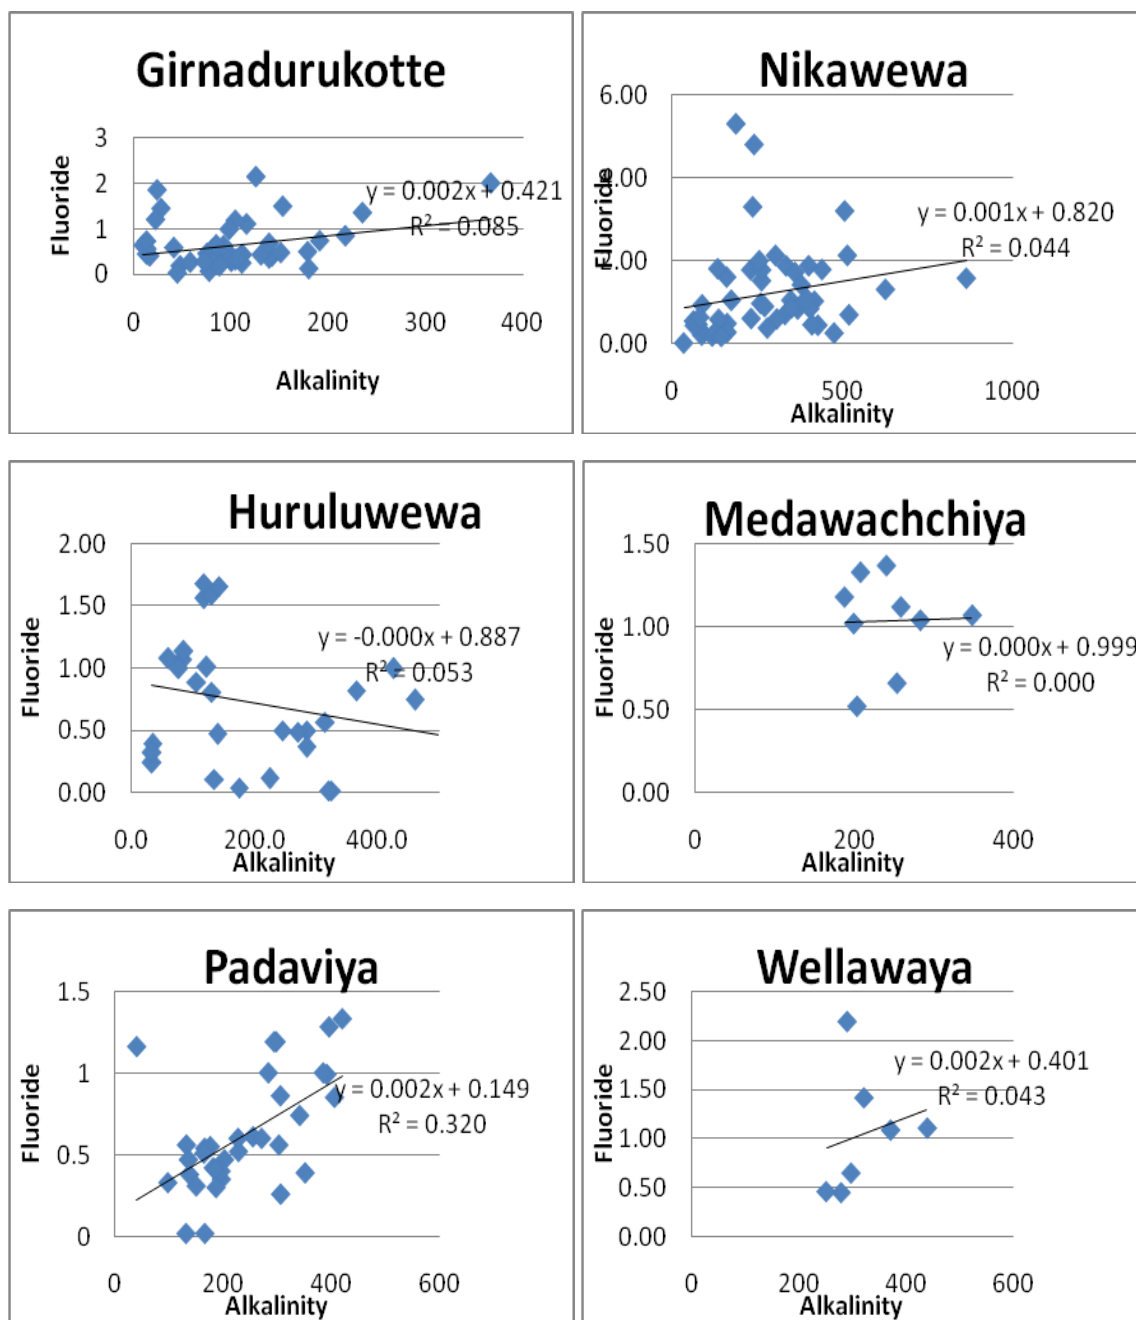 Girnadurukotte
Fluoride
3
2
1
0
y = 0.002x + 0.421
R² = 0.085
0 100 200 300 400
Alkalinity
Nikawewa
Fluoride
6.00
4.00
2.00
0.00
y = 0.001x + 0.820
R² = 0.044
0 500 1000
Alkalinity
Huruluwewa
Fluoride
2.00
1.50
1.00
0.50
0.00
y = -0.000x + 0.887
R² = 0.053
0.0 200.0 400.0
Alkalinity
Medawachchiya
Fluoride
1.50
1.00
0.50
0.00
y = 0.000x + 0.999
R² = 0.000
0 200 400
Alkalinity
Padaviya
Fluoride
1.5
1
0.5
0
y = 0.002x + 0.149
R² = 0.320
0 200 400 600
Alkalinity
Wellawaya
Fluoride
2.50
2.00
1.50
1.00
0.50
0.00
y = 0.002x + 0.401
R² = 0.043
0 200 400 600
Alkalinity